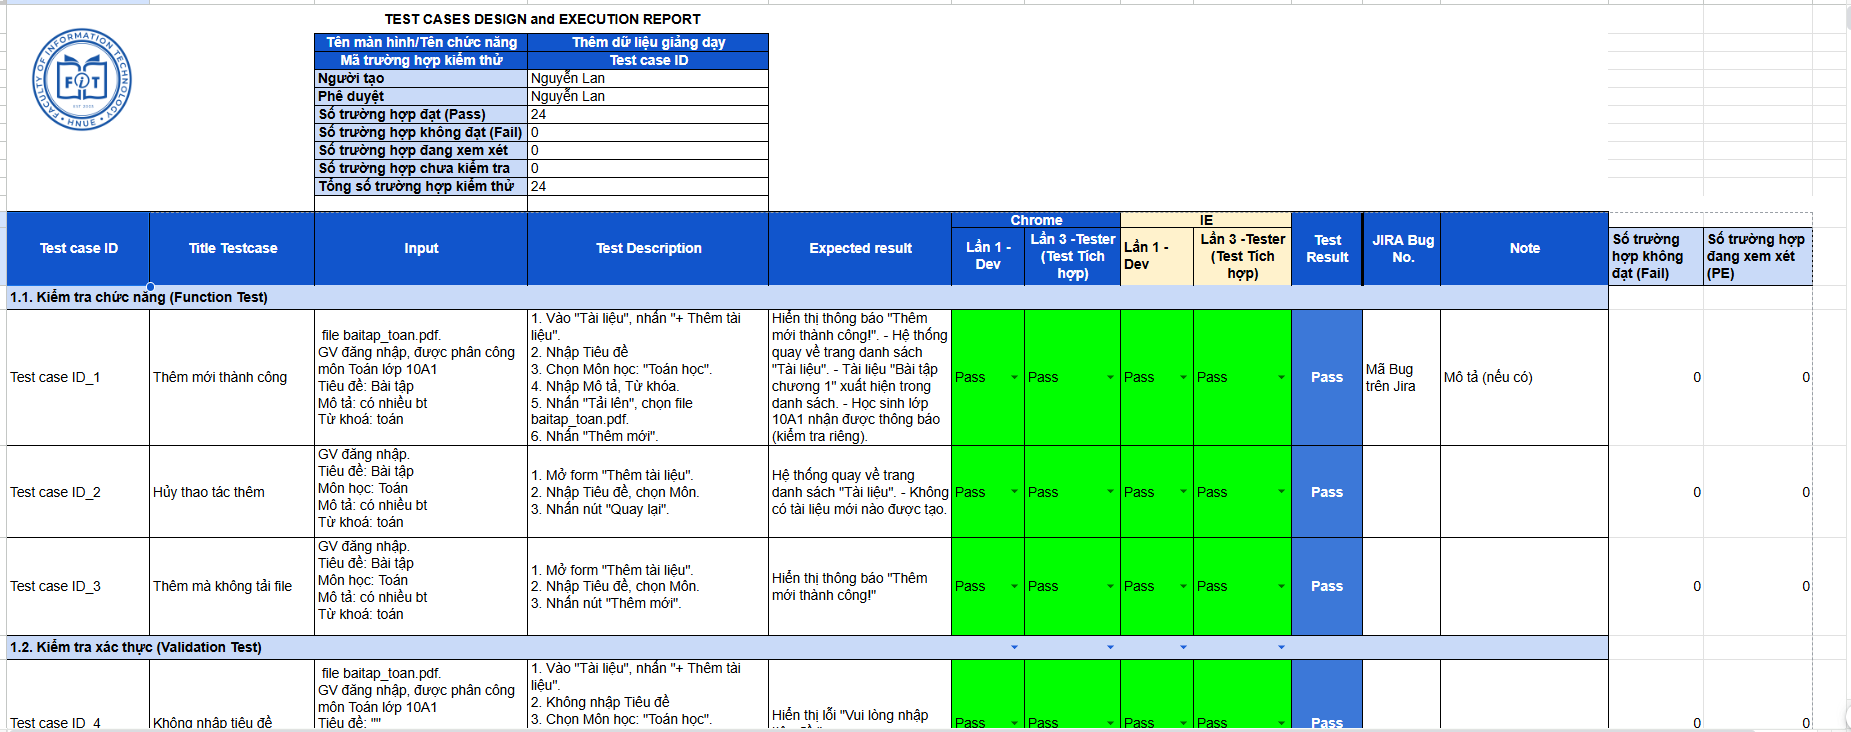 TEST CASES DESIGN and EXECUTION REPORT
FACULTY OF INFORMATION TECHNOLOGY
FiT
HNUE
Tên màn hình/Tên chức năng Thêm dữ liệu giảng dạy
Mã trường hợp kiểm thử Test case ID
Người tạo Nguyễn Lan
Phê duyệt Nguyễn Lan
Số trường hợp đạt (Pass) 24
Số trường hợp không đạt (Fail) 0
Số trường hợp đang xem xét 0
Số trường hợp chưa kiểm tra 0
Tổng số trường hợp kiểm thử 24
Test case ID
Title Testcase
Input
Test Description
Expected result
Chrome
Lần 1 -
Dev
Lần 3 -Tester
(Test Tích
hợp)
IE
Lần 1 -
Dev
Lần 3 -Tester
(Test Tích
hợp)
Test
Result
JIRA Bug
No.
Note
Số trường
hợp không
đạt (Fail)
Số trường hợp
đang xem xét
(PE)
1.1. Kiểm tra chức năng (Function Test)
Test case ID_1
Thêm mới thành công
file baitap_toan.pdf.
GV đăng nhập, được phân công
môn Toán lớp 10A1
Tiêu đề: Bài tập
Mô tả: có nhiều bt
Từ khoá: toán
1. Vào "Tài liệu", nhấn "+ Thêm tài
liệu".
2. Nhập Tiêu đề
3. Chọn Môn học: "Toán học".
4. Nhập Mô tả, Từ khóa.
5. Nhấn "Tải lên", chọn file
baitap_toan.pdf.
6. Nhấn "Thêm mới".
Hiển thị thông báo "Thêm
mới thành công!". - Hệ thống
quay về trang danh sách
"Tài liệu". - Tài liệu "Bài tập
chương 1" xuất hiện trong
danh sách. - Học sinh lớp
10A1 nhận được thông báo
(kiểm tra riêng).
Pass Pass Pass Pass Pass
Mã Bug
trên Jira
Mô tả (nếu có)
0 0
Test case ID_2
Hủy thao tác thêm
GV đăng nhập.
Tiêu đề: Bài tập
Môn học: Toán
Mô tả: có nhiều bt
Từ khoá: toán
1. Mở form "Thêm tài liệu".
2. Nhập Tiêu đề, chọn Môn.
3. Nhấn nút "Quay lại".
Hệ thống quay về trang
danh sách "Tài liệu". - Không
có tài liệu mới nào được tạo.
Pass Pass Pass Pass Pass
0 0
Test case ID_3
Thêm mà không tải file
GV đăng nhập.
Tiêu đề: Bài tập
Môn học: Toán
Mô tả: có nhiều bt
Từ khoá: toán
1. Mở form "Thêm tài liệu".
2. Nhập Tiêu đề, chọn Môn.
3. Nhấn nút "Thêm mới".
Hiển thị thông báo "Thêm
mới thành công!"
Pass Pass Pass Pass Pass
0 0
1.2. Kiểm tra xác thực (Validation Test)
Test case ID_4
Không nhập tiêu đề
file baitap_toan.pdf.
GV đăng nhập, được phân công
môn Toán lớp 10A1
Tiêu đề: ""
1. Vào "Tài liệu", nhấn "+ Thêm tài
liệu".
2. Không nhập Tiêu đề
3. Chọn Môn học: "Toán học".
Hiển thị lỗi "Vui lòng nhập
Pass Pass Pass Pass Pass
0 0